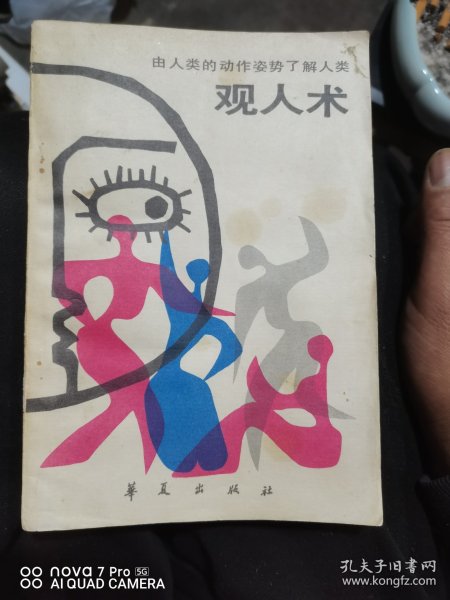 由人类的动作姿势了解人类
观人术
華夏出版社
nova 7 Pro 5G
AI QUAD CAMERA
孔夫子旧书网
www.kongfz.com